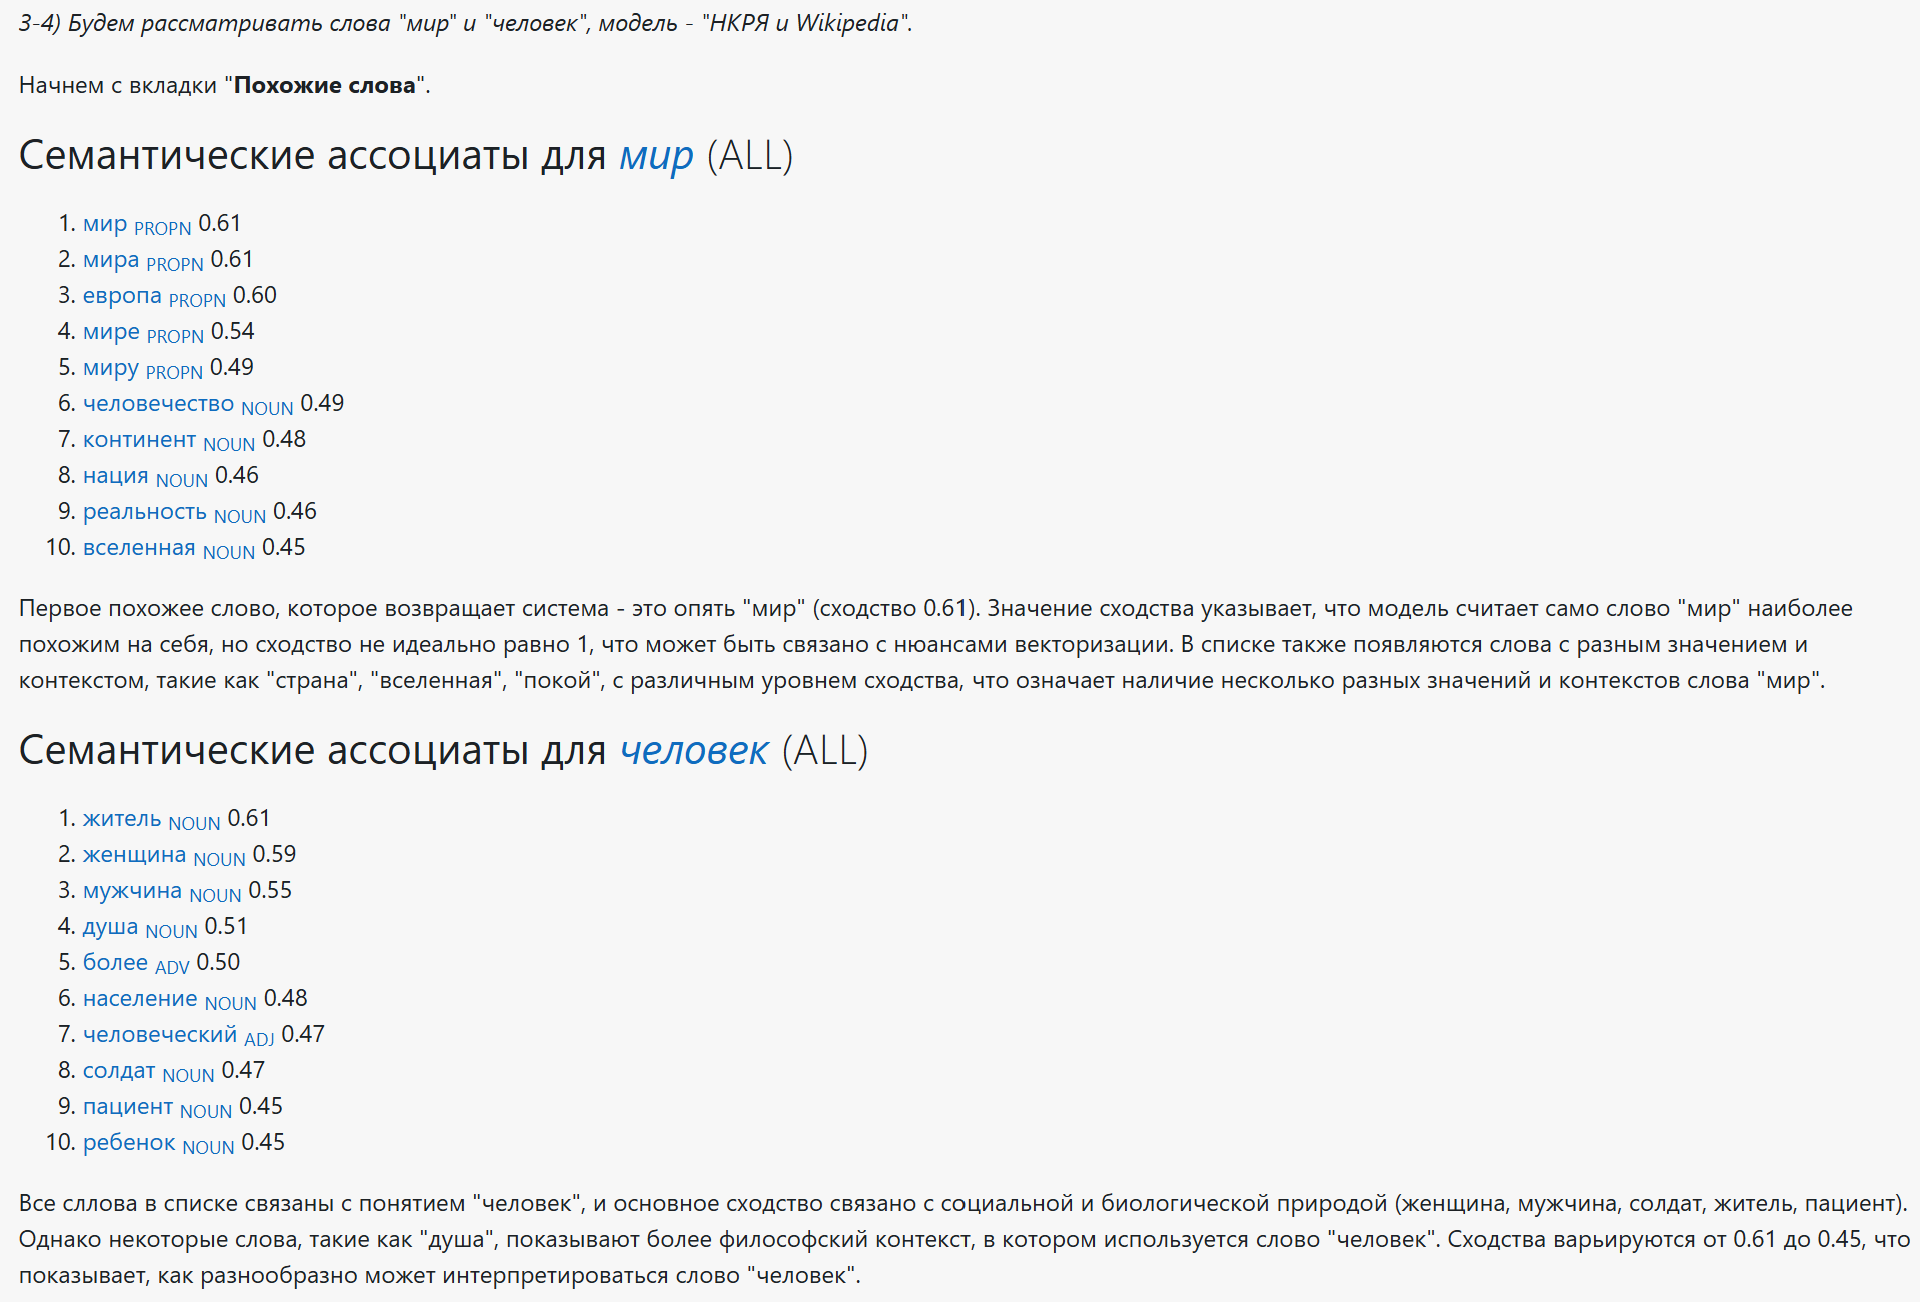 3-4) Будем рассматривать слова "мир" и "человек", модель - "НКРЯ и Wikipedia".
Начнем с вкладки "Похожие слова".
Семантические ассоциаты для мир (ALL)
1. мир PROPN 0.61
2. мира PROPN 0.61
3. европа PROPN 0.60
4. мире PROPN 0.54
5. миру PROPN 0.49
6. человечество NOUN 0.49
7. континент NOUN 0.48
8. нация NOUN 0.46
9. реальность NOUN 0.46
10. вселенная NOUN 0.45
Первое похожее слово, которое возвращает система - это опять "мир" (сходство 0.61). Значение сходства указывает, что модель считает само слово "мир" наиболее
похожим на себя, но сходство не идеально равно 1, что может быть связано с нюансами векторизации. В списке также появляются слова с разным значением и
контекстом, такие как "страна", "вселенная", "покой", с различным уровнем сходства, что означает наличие несколько разных значений и контекстов слова "мир".
Семантические ассоциаты для человек (ALL)
1. житель NOUN 0.61
2. женщина NOUN 0.59
3. мужчина NOUN 0.55
4. душа NOUN 0.51
5. более ADV 0.50
6. население NOUN 0.48
7. человеческий ADJ 0.47
8. солдат NOUN 0.47
9. пациент NOUN 0.45
10. ребенок NOUN 0.45
Все сллова в списке связаны с понятием "человек", и основное сходство связано с социальной и биологической природой (женщина, мужчина, солдат, житель, пациент).
Однако некоторые слова, такие как "душа", показывают более философский контекст, в котором используется слово "человек". Сходства варьируются от 0.61 до 0.45, что
показывает, как разнообразно может интерпретироваться слово "человек".